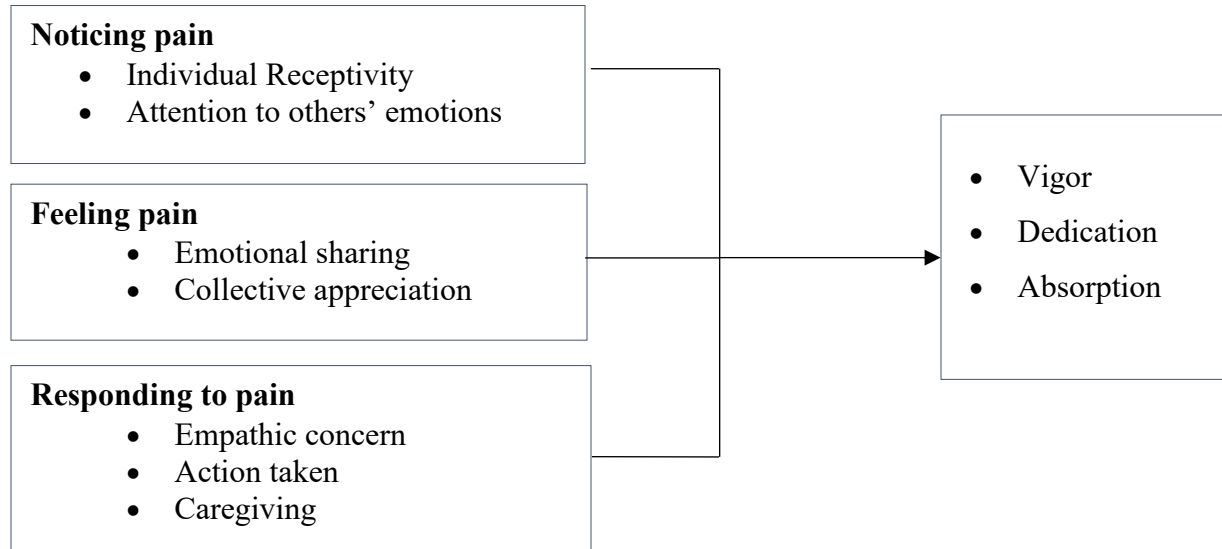 Noticing pain
• Individual Receptivity
• Attention to others’ emotions
Feeling pain
• Emotional sharing
• Collective appreciation
Responding to pain
• Empathic concern
• Action taken
• Caregiving
• Vigor
• Dedication
• Absorption